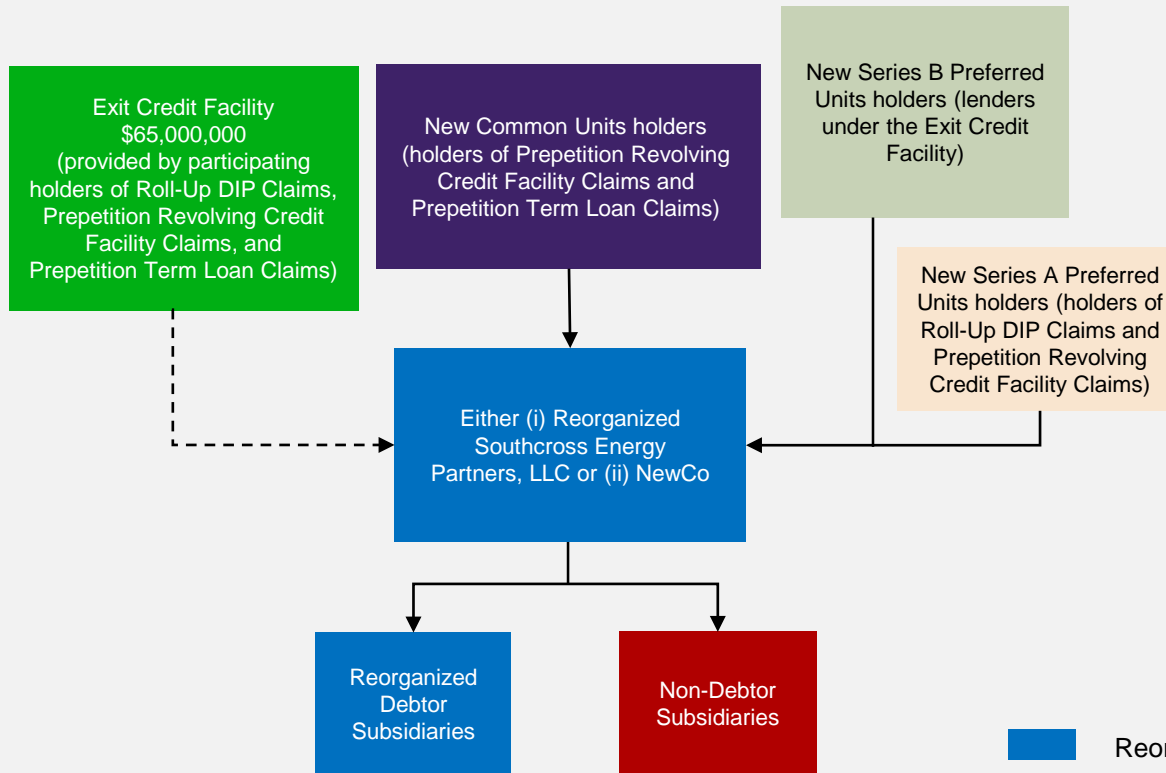 Exit Credit Facility
$65,000,000
(provided by participating
holders of Roll-Up DIP Claims,
Prepetition Revolving Credit
Facility Claims, and
Prepetition Term Loan Claims)
New Common Units holders
(holders of Prepetition Revolving
Credit Facility Claims and
Prepetition Term Loan Claims)
New Series B Preferred
Units holders (lenders
under the Exit Credit
Facility)
New Series A Preferred
Units holders (holders of
Roll-Up DIP Claims and
Prepetition Revolving
Credit Facility Claims)
Either (i) Reorganized
Southcross Energy
Partners, LLC or (ii) NewCo
Reorganized
Debtor
Subsidiaries
Non-Debtor
Subsidiaries